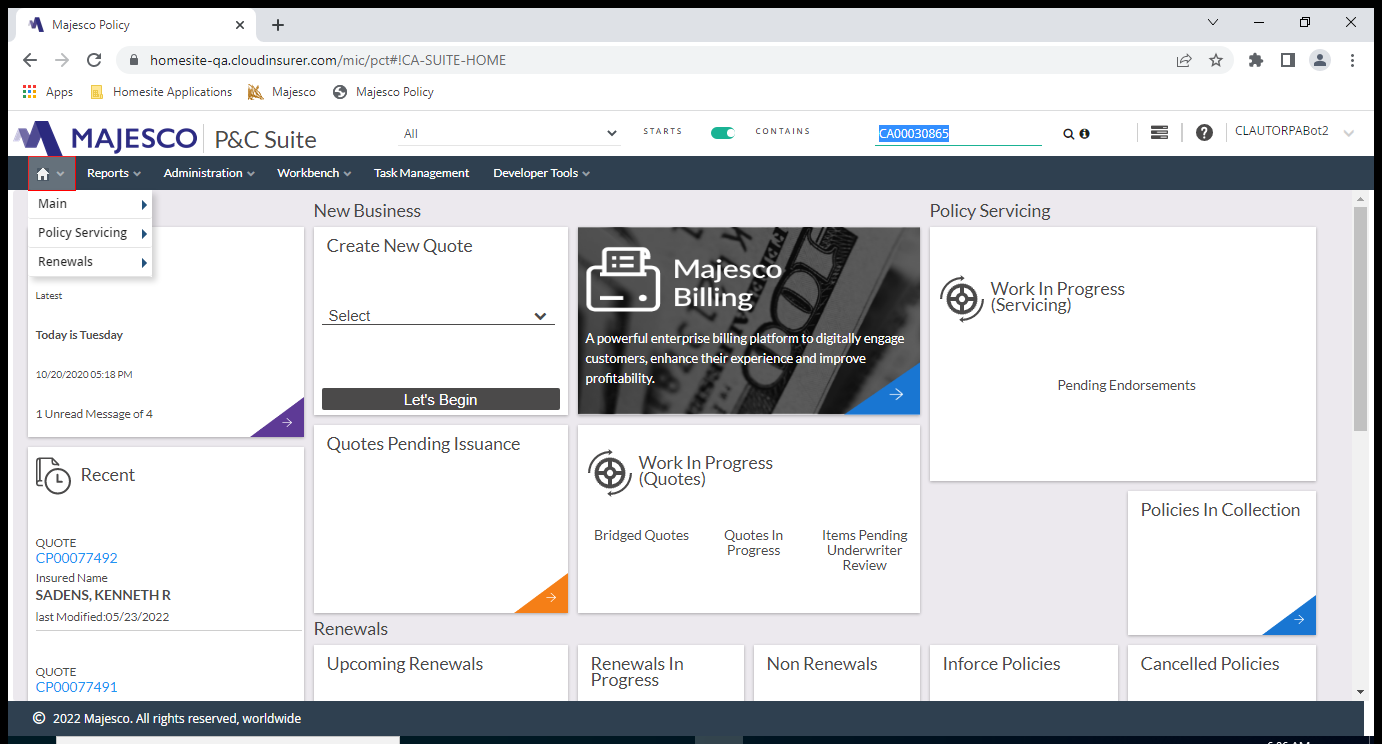 Majesco Policy
homesite-qa.cloudinsurer.com/mic/pct#!CA-SUITE-HOME
Apps Homesite Applications Majesco Majesco Policy
MAJESCO P&C Suite All STARTS CONTAINS CA00030865 CLAUTORPABot2
Reports Administration Workbench Task Management Developer Tools
Main
Policy Servicing
Renewals
Latest
Today is Tuesday
10/20/2020 05:18 PM
1 Unread Message of 4
Recent
QUOTE
CP00077492
Insured Name
SADENS, KENNETH R
last Modified:05/23/2022
QUOTE
CP00077491
New Business
Create New Quote
Select
Let's Begin
Majesco
Billing
A powerful enterprise billing platform to digitally engage
customers, enhance their experience and improve
profitability.
Quotes Pending Issuance
Work In Progress
(Quotes)
Bridged Quotes
Quotes In
Progress
Items Pending
Underwriter
Review
Policy Servicing
Work In Progress
(Servicing)
Pending Endorsements
Policies In Collection
Renewals
Upcoming Renewals
Renewals In
Progress
Non Renewals
Inforce Policies
Cancelled Policies
© 2022 Majesco. All rights reserved, worldwide